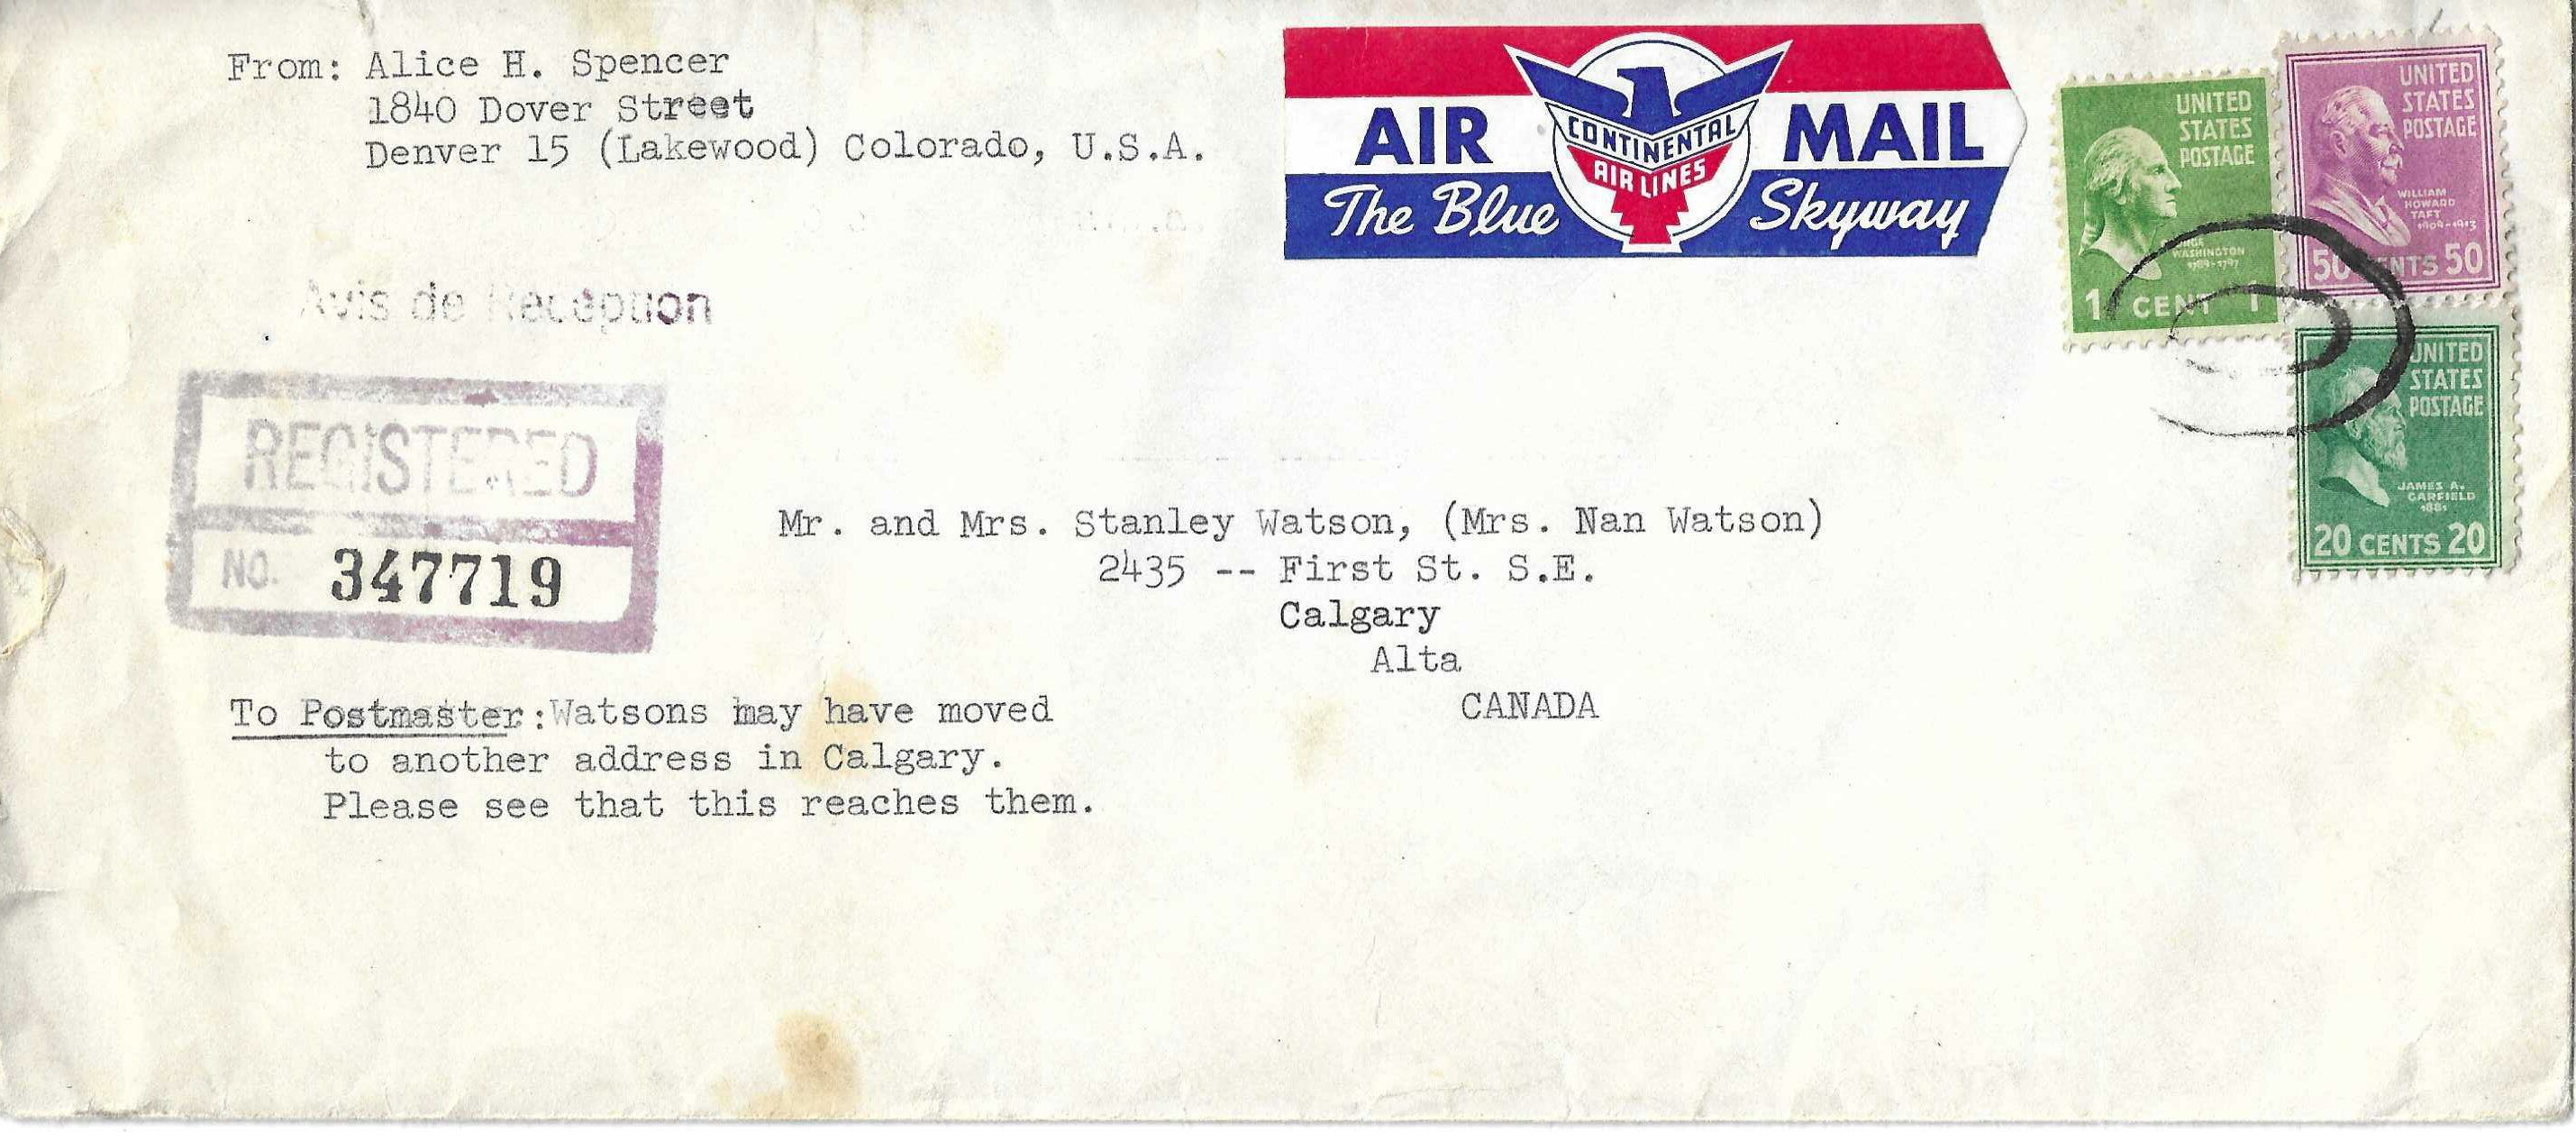 From: Alice H. Spencer
1840 Dover Street
Denver 15 (Lakewood) Colorado, U.S.A.
AIR MAIL
CONTINENTAL
AIR LINES
The Blue Skyway
UNITED
STATES
POSTAGE
WASHINGTON
1789-1797
1 CENT 1
UNITED
STATES
POSTAGE
WILLIAM
HOWARD
TAFT
1909-1913
50 CENTS 50
UNITED
STATES
POSTAGE
JAMES A.
GARFIELD
1881
20 CENTS 20
Avis de Reception
REGISTERED
NO. 347719
Mr. and Mrs. Stanley Watson, (Mrs. Nan Watson)
2435 -- First St. S.E.
Calgary
Alta
CANADA
To Postmaster:Watsons may have moved
to another address in Calgary.
Please see that this reaches them.